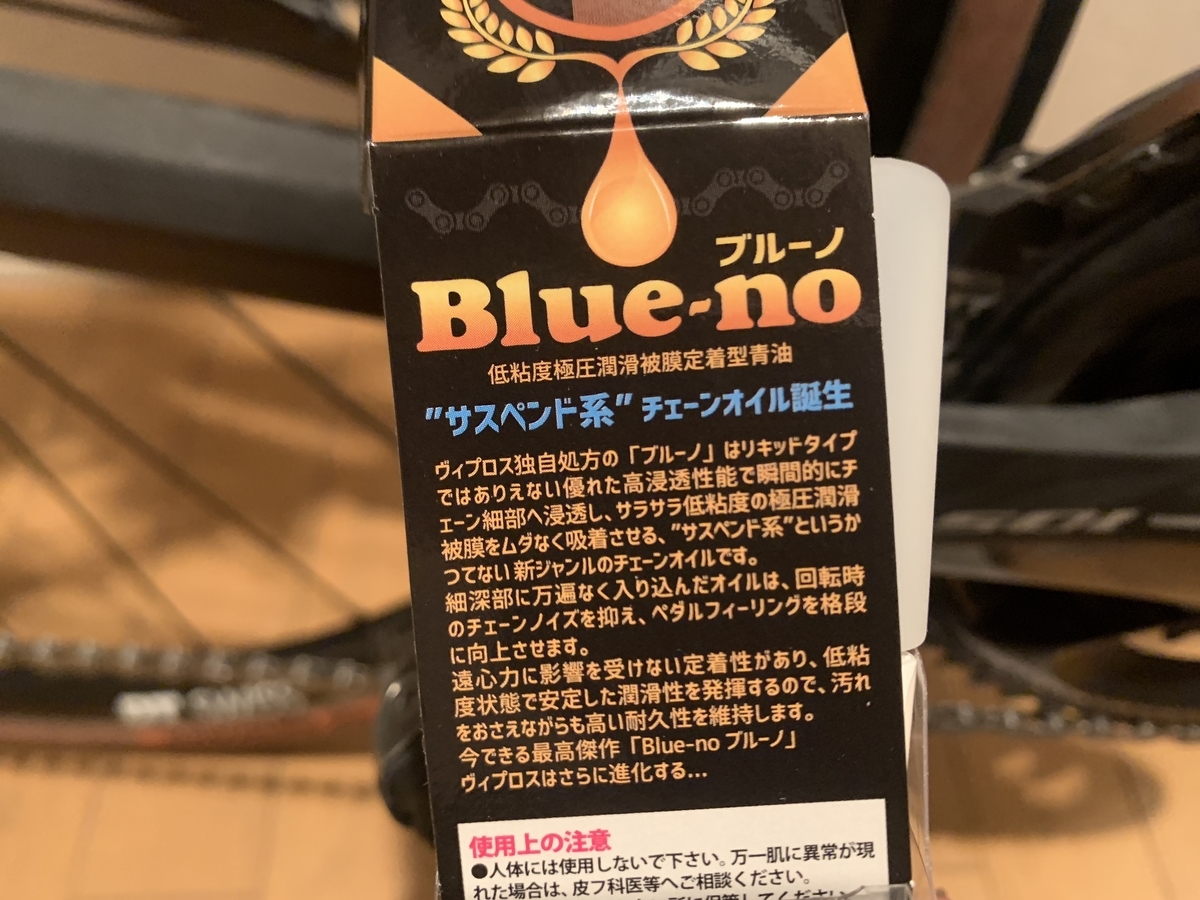 ブルーノ
Blue-no
低粘度極圧潤滑被膜定着型青油
"サスペンド系" チェーンオイル誕生
ヴィプロス独自処方の「ブルーノ」はリキッドタイプ
ではありえない優れた高浸透性能で瞬間的にチ
ェーン細部へ浸透し、サラサラ低粘度の極圧潤滑
被膜をムダなく吸着させる、"サスペンド系"というか
つてない新ジャンルのチェーンオイルです。
細深部に万遍なく入り込んだオイルは、回転時
のチェーンノイズを抑え、ペダルフィーリングを格段
に向上させます。
遠心力に影響を受けない定着性があり、低粘
度状態で安定した潤滑性を発揮するので、汚れ
をおさえながらも高い耐久性を維持します。
今できる最高傑作「Blue-no ブルーノ」
ヴィプロスはさらに進化する...
使用上の注意
●人体には使用しないで下さい。万一肌に異常が現
れた場合は、皮フ科医等へご相談ください。